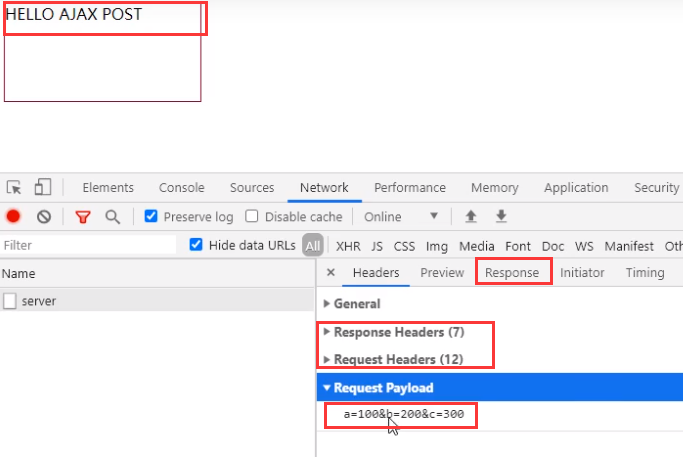 HELLO AJAX POST
Elements Console Sources Network Performance Memory Application Security
Preserve log Disable cache Online
Filter Hide data URLs All XHR JS CSS Img Media Font Doc WS Manifest Oth
Name Headers Preview Response Initiator Timing
server
General
Response Headers (7)
Request Headers (12)
Request Payload
a=100&b=200&c=300